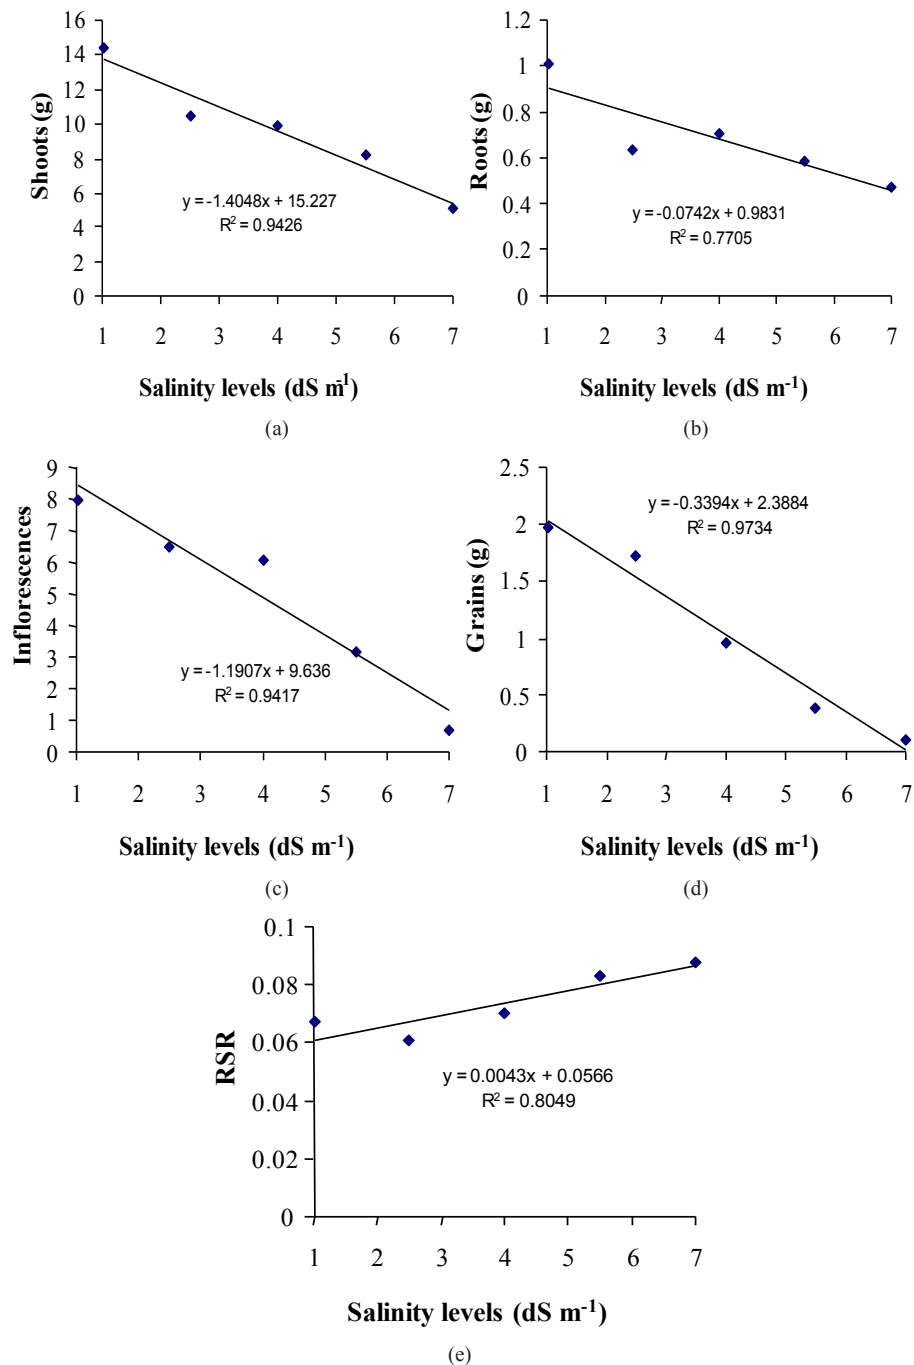 16
14
12
10
8
6
4
2
0
Shoots (g)
y = -1.4048x + 15.227
R² = 0.9426
1 2 3 4 5 6 7
Salinity levels (dS m⁻¹)
(a)
1.2
1
0.8
0.6
0.4
0.2
0
Roots (g)
y = -0.0742x + 0.9831
R² = 0.7705
1 2 3 4 5 6 7
Salinity levels (dS m⁻¹)
(b)
9
8
7
6
5
4
3
2
1
0
Inflorescences
y = -1.1907x + 9.636
R² = 0.9417
1 2 3 4 5 6 7
Salinity levels (dS m⁻¹)
(c)
2.5
2
1.5
1
0.5
0
Grains (g)
y = -0.3394x + 2.3884
R² = 0.9734
1 2 3 4 5 6 7
Salinity levels (dS m⁻¹)
(d)
0.1
0.08
0.06
0.04
0.02
0
RSR
y = 0.0043x + 0.0566
R² = 0.8049
1 2 3 4 5 6 7
Salinity levels (dS m⁻¹)
(e)